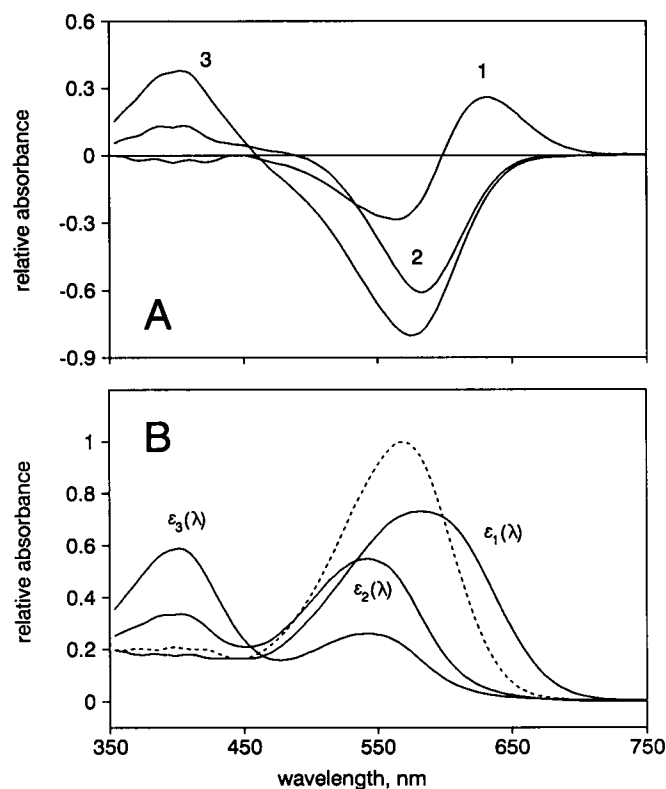 0.6
0.3
0
-0.3
-0.6
-0.9
relative absorbance
3
1
2
A
B
1
0.8
0.6
0.4
0.2
0
relative absorbance
ε3(λ)
ε1(λ)
ε2(λ)
350 450 550 650 750
wavelength, nm